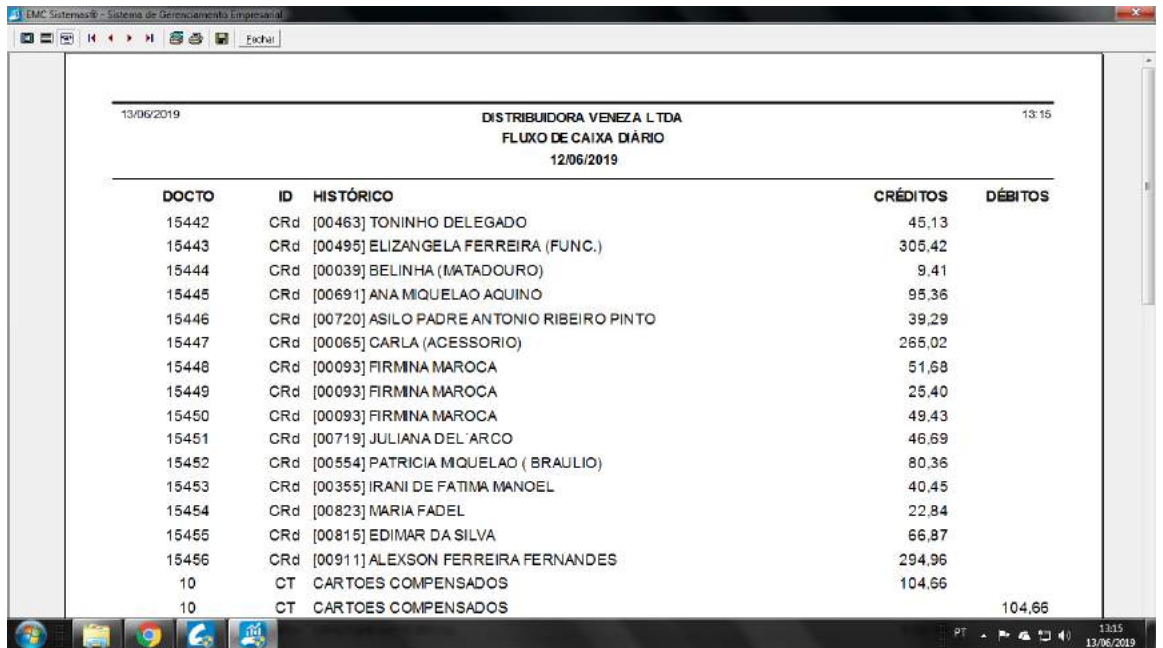 EMC Sistemas® - Sistema de Gerenciamento Empresarial
Fechar
13/06/2019 DISTRIBUIDORA VENEZA LTDA 13:15
FLUXO DE CAIXA DIÁRIO
12/06/2019
DOCTO ID HISTÓRICO CRÉDITOS DÉBITOS
15442 CRd [00463] TONINHO DELEGADO 45,13
15443 CRd [00495] ELIZANGELA FERREIRA (FUNC.) 305,42
15444 CRd [00039] BELINHA (MATADOURO) 9,41
15445 CRd [00691] ANA MIQUELAO AQUINO 95,36
15446 CRd [00720] ASILO PADRE ANTONIO RIBEIRO PINTO 39,29
15447 CRd [00065] CARLA (ACESSORIO) 265,02
15448 CRd [00093] FIRMINA MAROCA 51,68
15449 CRd [00093] FIRMINA MAROCA 25,40
15450 CRd [00093] FIRMINA MAROCA 49,43
15451 CRd [00719] JULIANA DEL´ARCO 46,69
15452 CRd [00554] PATRICIA MIQUELAO ( BRAULIO) 80,36
15453 CRd [00355] IRANI DE FATIMA MANOEL 40,45
15454 CRd [00823] MARIA FADEL 22,84
15455 CRd [00815] EDIMAR DA SILVA 66,87
15456 CRd [00911] ALEXSON FERREIRA FERNANDES 294,96
10 CT CARTOES COMPENSADOS 104,66
10 CT CARTOES COMPENSADOS 104,66
PT 13:15
13/06/2019